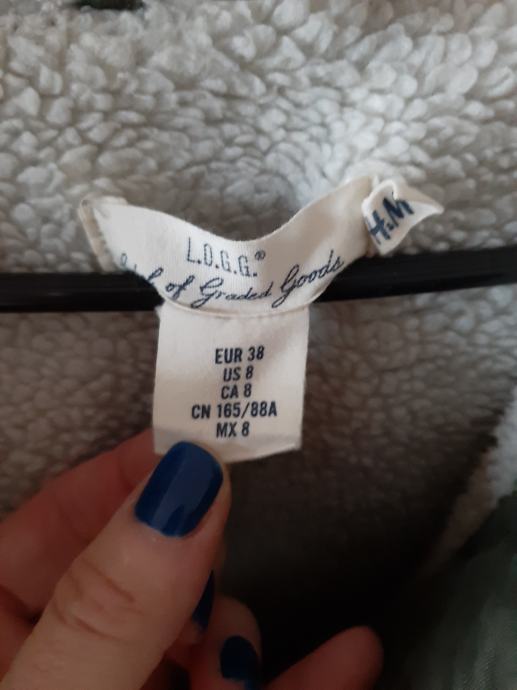 L.O.G.G.®
of Graded Goods
H&M
EUR 38
US 8
CA 8
CN 165/88A
MX 8